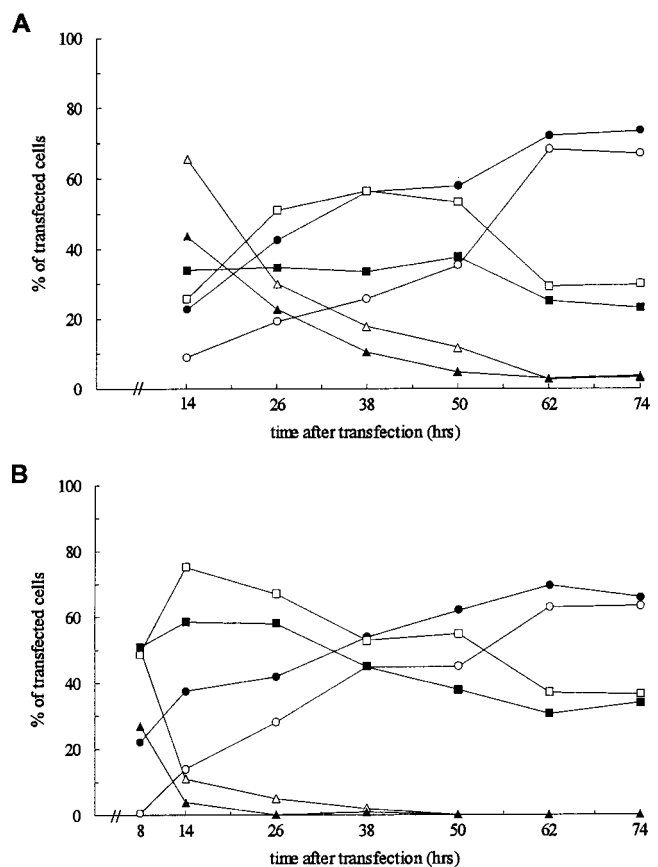 A
100
80
60
40
20
0
% of transfected cells
14 26 38 50 62 74
time after transfection (hrs)
B
100
80
60
40
20
0
% of transfected cells
8 14 26 38 50 62 74
time after transfection (hrs)